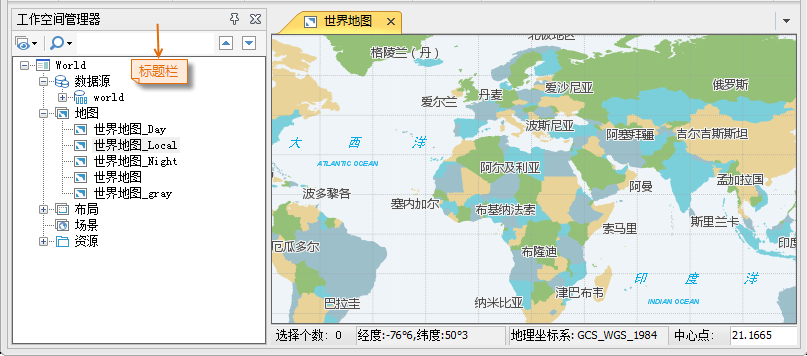 工作空间管理器
标题栏
World
数据源
world
地图
世界地图_Day
世界地图_Local
世界地图_Night
世界地图
世界地图_gray
布局
场景
资源
世界地图
格陵兰（丹）
北极地区
俄罗斯
爱沙尼亚
丹麦
爱尔兰
波斯尼亚
阿塞拜疆
吉尔吉斯斯坦
大 西 洋
ATLANTIC OCEAN
阿尔及利亚
孟加拉国
阿曼
波多黎各
塞内加尔
布基纳法索
斯里兰卡
索马里
厄瓜多尔
布隆迪
印度 洋
INDIAN OCEAN
津巴布韦
纳米比亚
巴拉圭
选择个数: 0 经度:-76°6,纬度:50°3 地理坐标系: GCS_WGS_1984 中心点: 21.1665